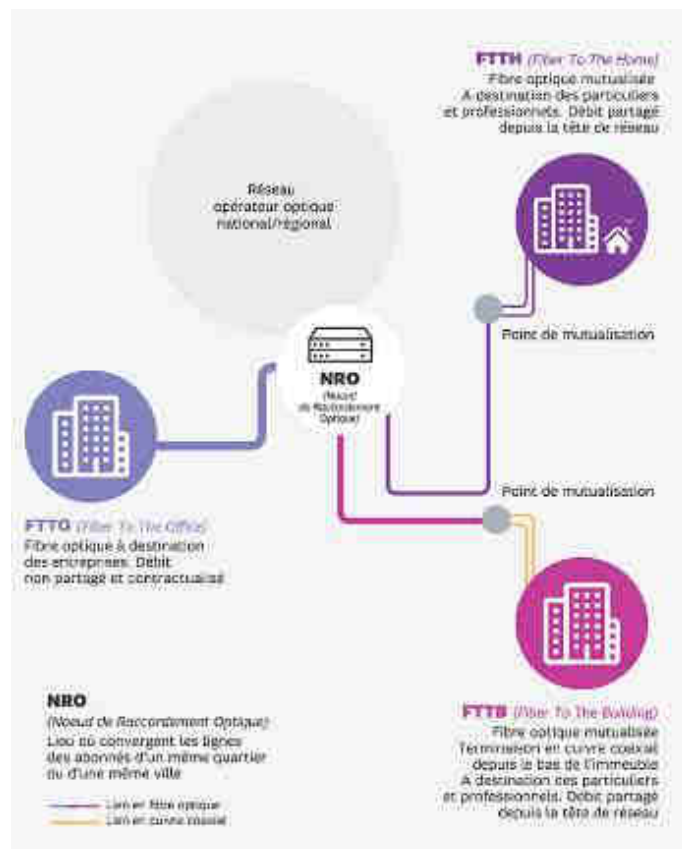 FTTH (Fiber To The Home)
Fibre optique mutualisée
A destination des particuliers
et professionnels. Débit partagé
depuis la tête de réseau
Réseau
opérateur optique
national/régional
Point de mutualisation
NRO
(Noeud
de Raccordement
Optique)
Point de mutualisation
FTTO (Fiber To The Office)
Fibre optique à destination
des entreprises. Débit
non partagé et contractualisé
NRO
(Noeud de Raccordement Optique)
Lieu où convergent les lignes
des abonnés d'un même quartier
ou d'une même ville
Lien en fibre optique
Lien en cuivre coaxial
FTTB (Fiber To The Building)
Fibre optique mutualisée
Terminaison en cuivre coaxial
depuis le bas de l'immeuble
A destination des particuliers
et professionnels. Débit partagé
depuis la tête de réseau